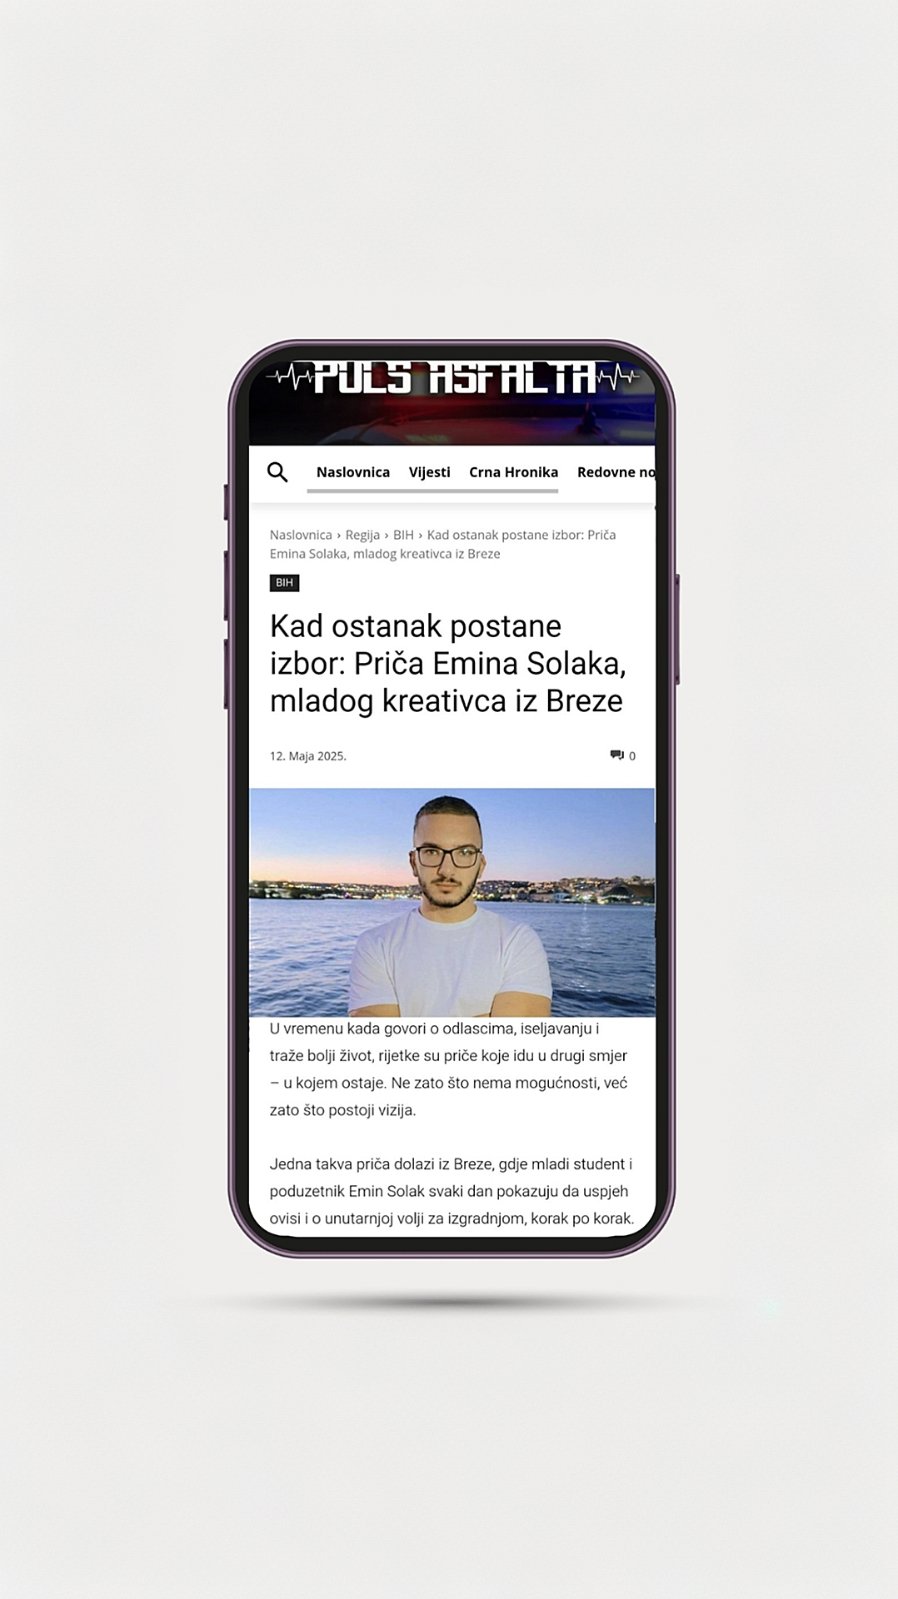 PULS ASFALTA
Naslovnica Vijesti Crna Hronika Redovne no
Naslovnica › Regija › BIH › Kad ostanak postane izbor: Priča
Emina Solaka, mladog kreativca iz Breze
BIH
Kad ostanak postane
izbor: Priča Emina Solaka,
mladog kreativca iz Breze
12. Maja 2025.
0
U vremenu kada govori o odlascima, iseljavanju i
traže bolji život, rijetke su priče koje idu u drugi smjer
– u kojem ostaje. Ne zato što nema mogućnosti, već
zato što postoji vizija.
Jedna takva priča dolazi iz Breze, gdje mladi student i
poduzetnik Emin Solak svaki dan pokazuju da uspjeh
ovisi i o unutarnjoj volji za izgradnjom, korak po korak.